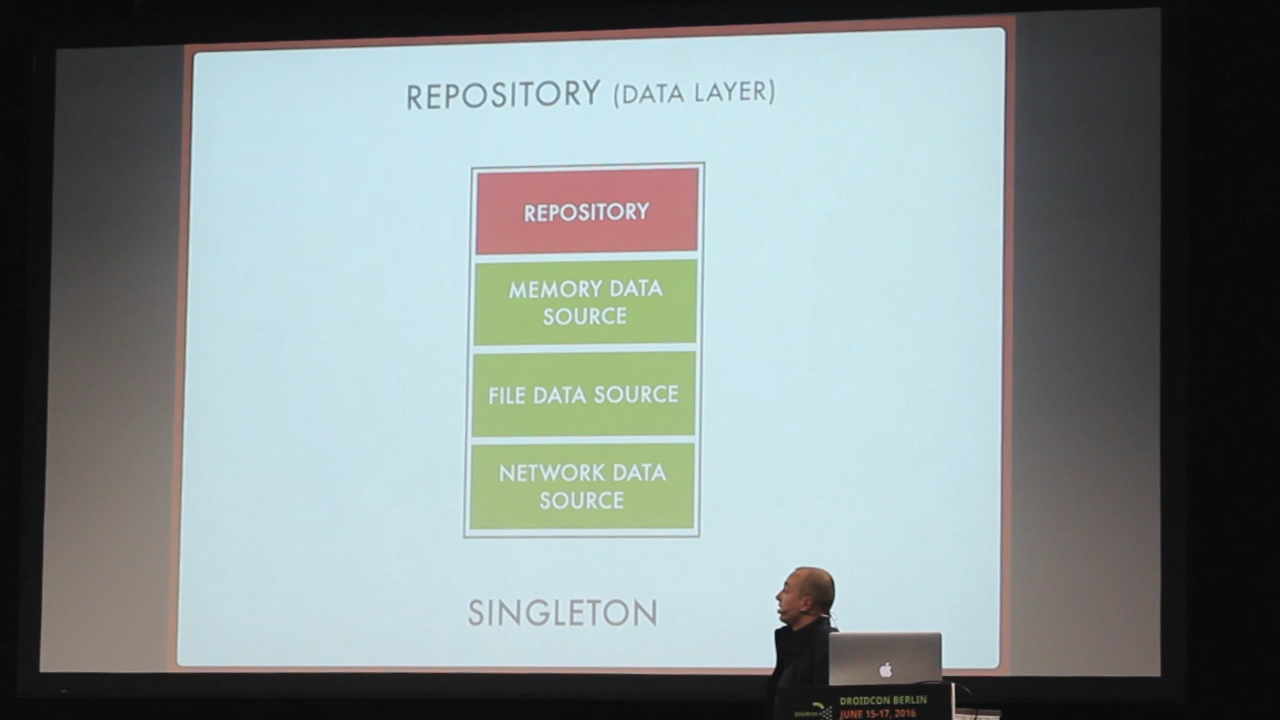 REPOSITORY (DATA LAYER)
REPOSITORY
MEMORY DATA
SOURCE
FILE DATA SOURCE
NETWORK DATA
SOURCE
SINGLETON
DROIDCON BERLIN
JUNE 15-17, 2016